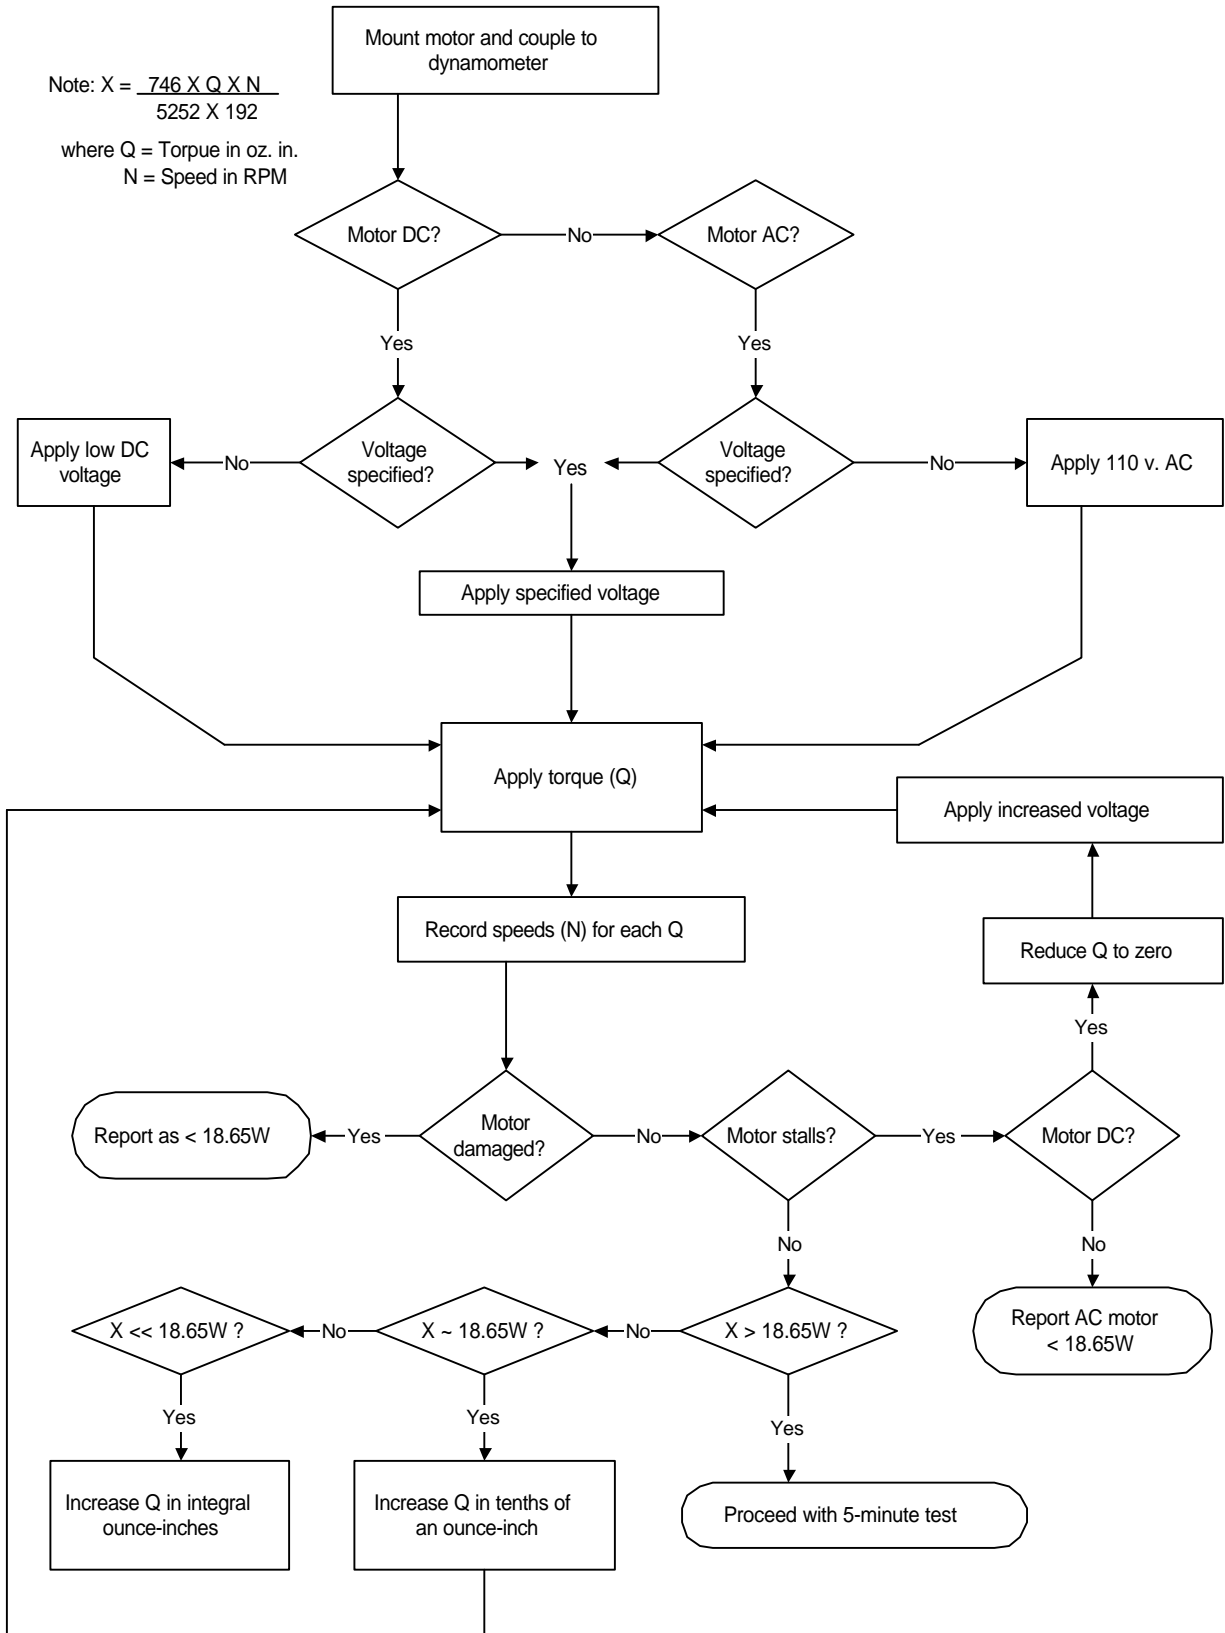 Mount motor and couple to
dynamometer
Note: X = 746 X Q X N
5252 X 192
where Q = Torpue in oz. in.
N = Speed in RPM
Motor DC?
No
Motor AC?
Yes
Yes
Apply low DC
voltage
No
Voltage
specified?
Yes
Voltage
specified?
No
Apply 110 v. AC
Apply specified voltage
Apply torque (Q)
Apply increased voltage
Record speeds (N) for each Q
Reduce Q to zero
Yes
Report as < 18.65W
Yes
Motor
damaged?
No
Motor stalls?
Yes
Motor DC?
No
No
X << 18.65W ?
No
X ~ 18.65W ?
No
X > 18.65W ?
Report AC motor
< 18.65W
Yes
Yes
Yes
Increase Q in integral
ounce-inches
Increase Q in tenths of
an ounce-inch
Proceed with 5-minute test